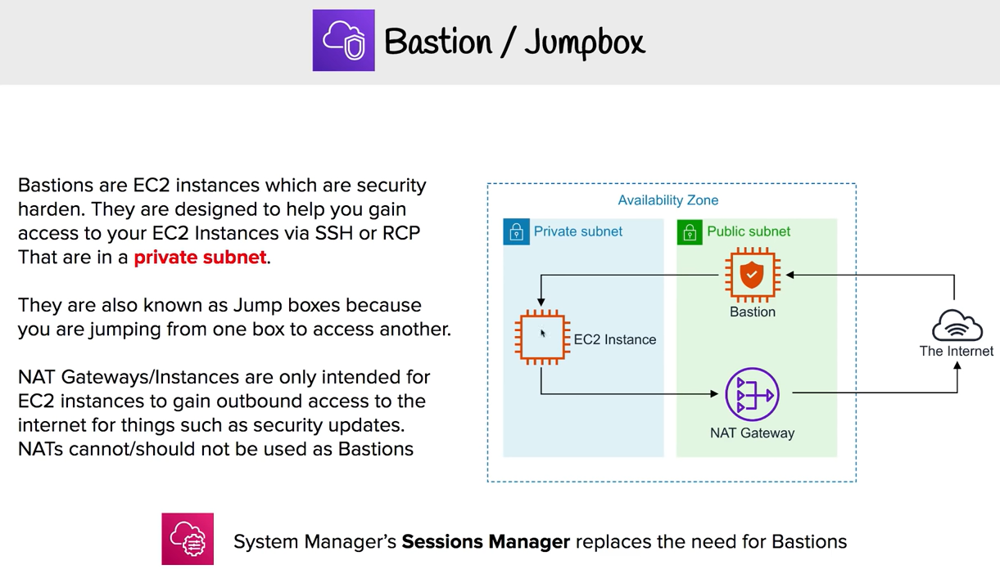 Bastion / Jumpbox
Bastions are EC2 instances which are security
harden. They are designed to help you gain
access to your EC2 Instances via SSH or RCP
That are in a private subnet.
They are also known as Jump boxes because
you are jumping from one box to access another.
NAT Gateways/Instances are only intended for
EC2 instances to gain outbound access to the
internet for things such as security updates.
NATs cannot/should not be used as Bastions
Availability Zone
Private subnet
Public subnet
Bastion
EC2 Instance
The Internet
NAT Gateway
System Manager's Sessions Manager replaces the need for Bastions